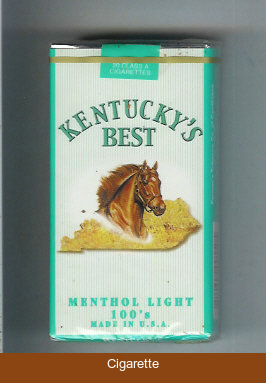 20 CLASS A
CIGARETTES
KENTUCKY'S
BEST
MENTHOL LIGHT
100's
MADE IN U.S.A.
Cigarette